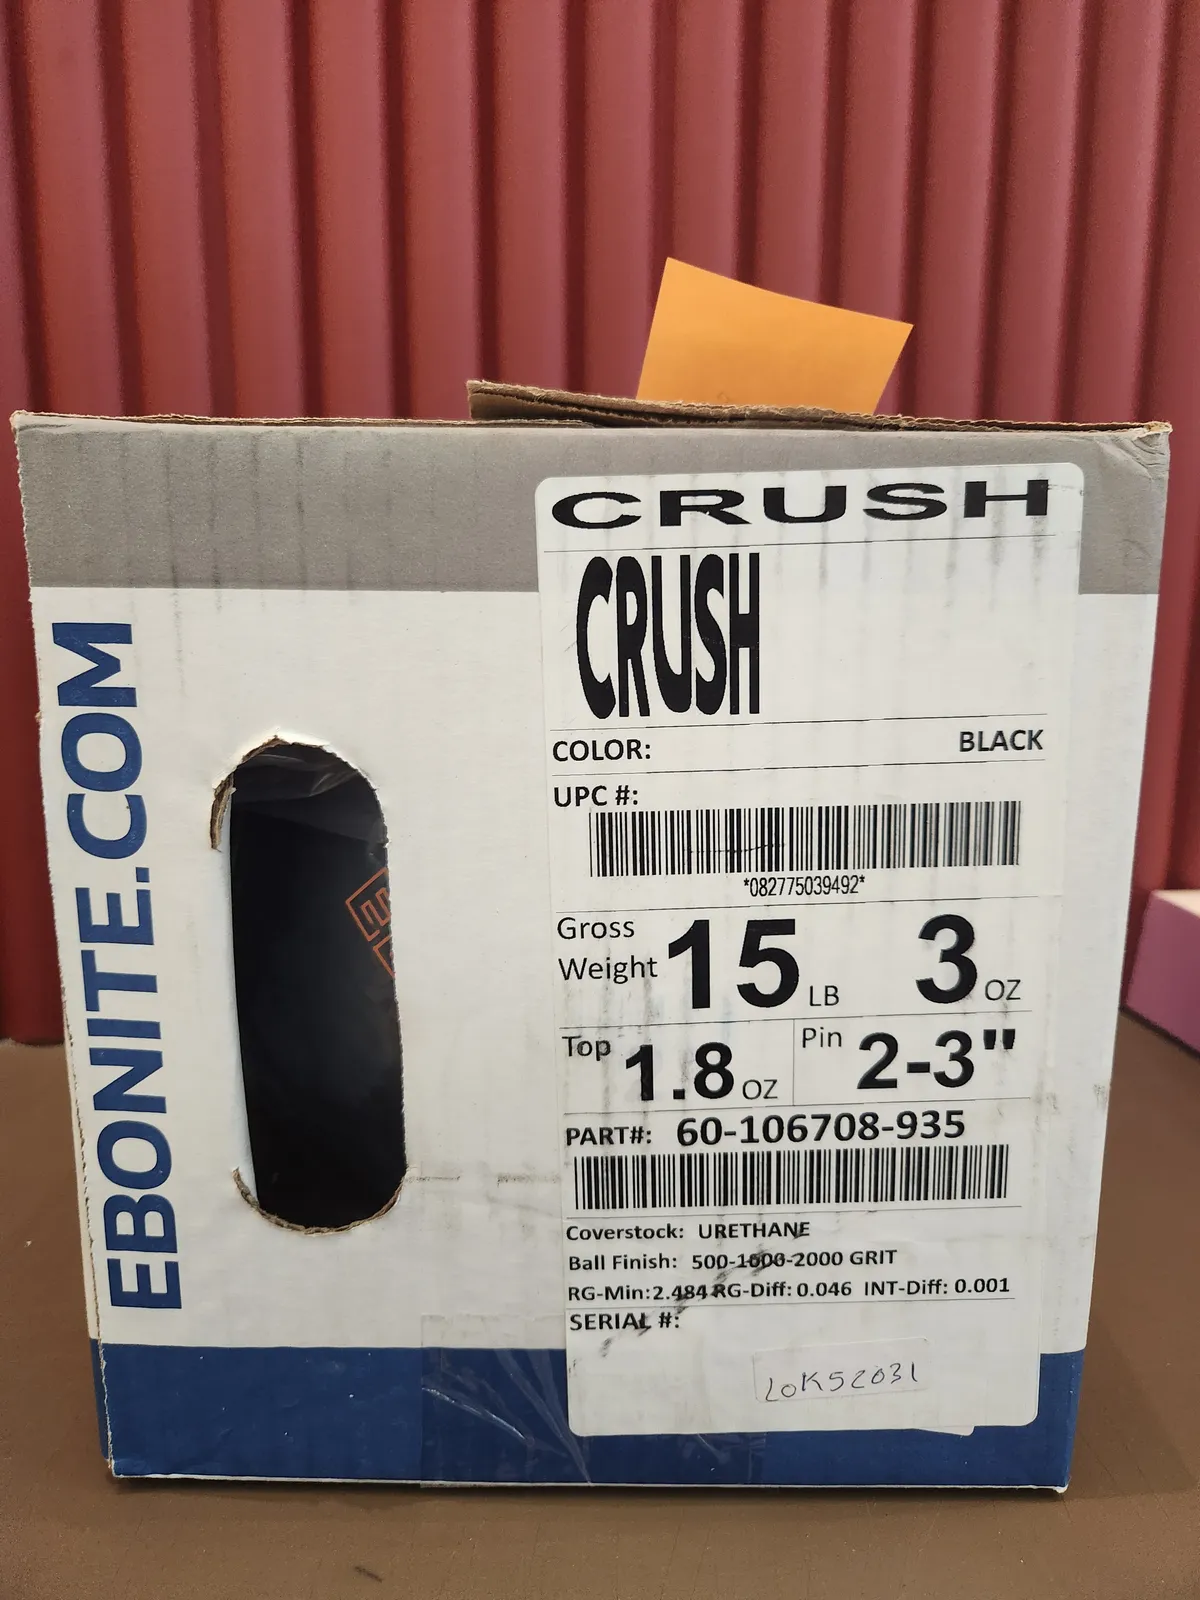 EBONITE.COM
CRUSH
CRUSH
COLOR: BLACK
UPC #:
*082775039492*
Gross
Weight 15 LB 3 OZ
Top 1.8 OZ Pin 2-3"
PART#: 60-106708-935
Coverstock: URETHANE
Ball Finish: 500-1000-2000 GRIT
RG-Min:2.484 RG-Diff: 0.046 INT-Diff: 0.001
SERIAL #:
LOK52031